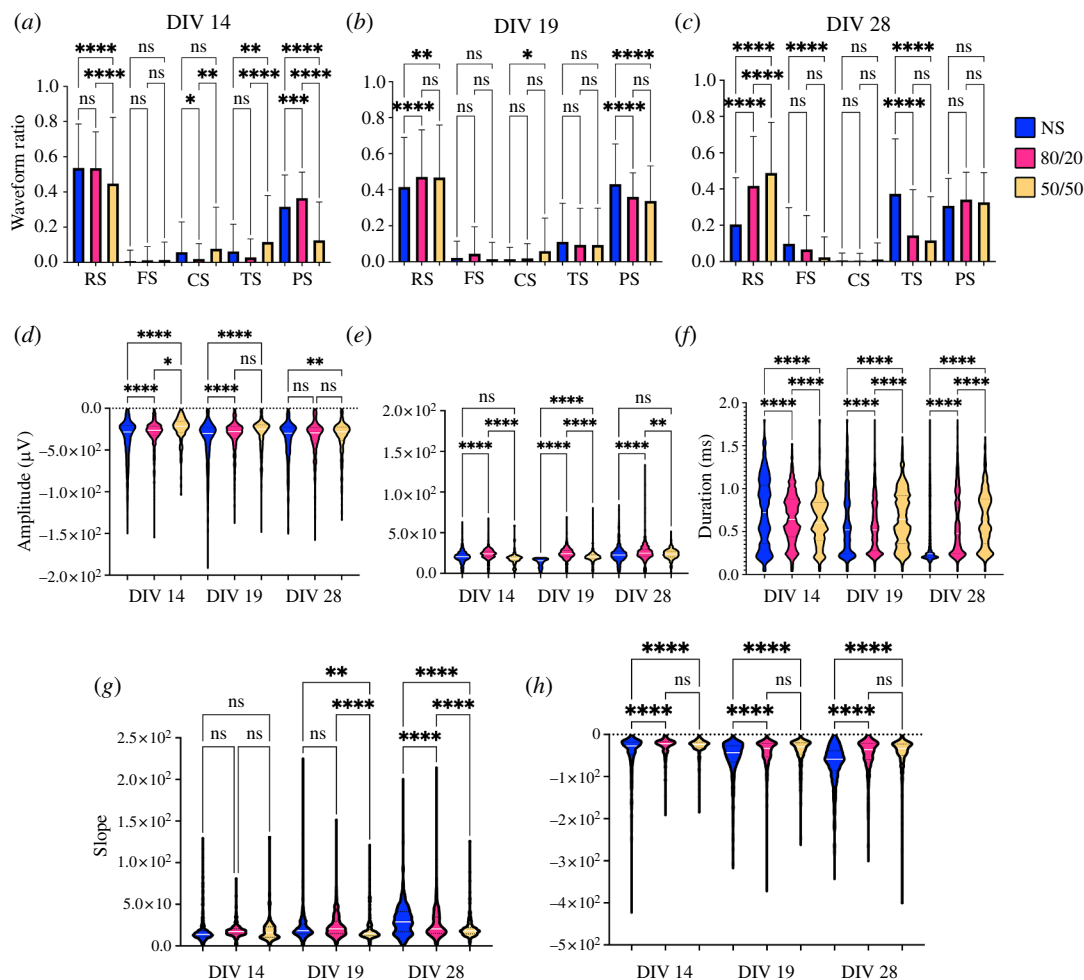 (a) DIV 14
(b) DIV 19
(c) DIV 28
**** ns ns ** ****
**** ns ** **** ****
ns ns * ns ***
** ns * ns ****
ns ns ns ns ns
**** ns ns ns ****
**** **** ns **** ns
**** ns ns ns ns
**** ns ns **** ns
Waveform ratio
1.0
0.8
0.6
0.4
0.2
0.0
RS FS CS TS PS
1.0
0.8
0.6
0.4
0.2
0.0
RS FS CS TS PS
1.0
0.8
0.6
0.4
0.2
0.0
RS FS CS TS PS
NS
80/20
50/50
(d)
**** **** **
* ns ns
**** **** ns
Amplitude (µV)
0.0
−5.0×10²
−1.0×10²
−1.5×10²
−2.0×10²
DIV 14 DIV 19 DIV 28
(e)
ns **** ns
**** **** **
**** **** ****
2.0×10²
1.5×10²
1.0×10²
5.0×10
0.0
DIV 14 DIV 19 DIV 28
(f)
**** **** ****
**** **** ****
**** **** ****
Duration (ms)
2.0
1.5
1.0
0.5
0.0
DIV 14 DIV 19 DIV 28
(g)
ns ** ****
ns ns ns **** **** ****
Slope
2.5×10²
2.0×10²
1.5×10²
1.0×10²
5.0×10
0.0
DIV 14 DIV 19 DIV 28
(h)
**** **** ****
ns ns ns
**** **** ****
0
−1×10²
−2×10²
−3×10²
−4×10²
−5×10²
DIV 14 DIV 19 DIV 28